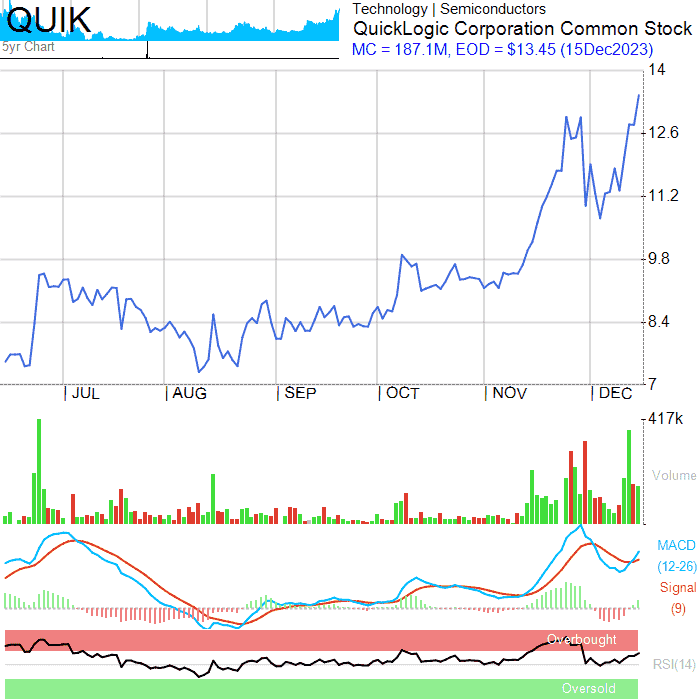 QUIK
5yr Chart
Technology | Semiconductors
QuickLogic Corporation Common Stock
MC = 187.1M, EOD = $13.45 (15Dec2023)
14
12.6
11.2
9.8
8.4
7
JUL
AUG
SEP
OCT
NOV
DEC
417k
Volume
MACD
(12-26)
Signal
(9)
Overbought
RSI(14)
Oversold